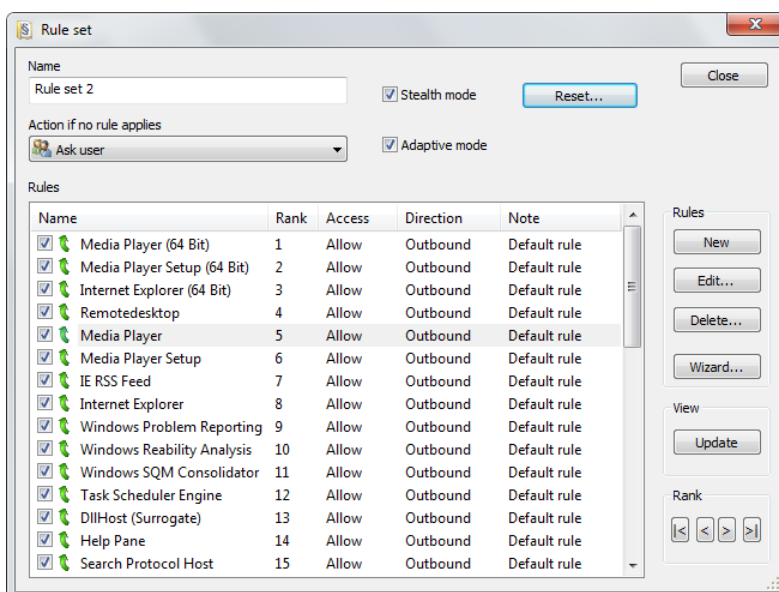 Rule set
Name
Rule set 2
Stealth mode
Reset...
Close
Action if no rule applies
Ask user
Adaptive mode
Rules
Name Rank Access Direction Note
Media Player (64 Bit) 1 Allow Outbound Default rule
Media Player Setup (64 Bit) 2 Allow Outbound Default rule
Internet Explorer (64 Bit) 3 Allow Outbound Default rule
Remotedesktop 4 Allow Outbound Default rule
Media Player 5 Allow Outbound Default rule
Media Player Setup 6 Allow Outbound Default rule
IE RSS Feed 7 Allow Outbound Default rule
Internet Explorer 8 Allow Outbound Default rule
Windows Problem Reporting 9 Allow Outbound Default rule
Windows Reability Analysis 10 Allow Outbound Default rule
Windows SQM Consolidator 11 Allow Outbound Default rule
Task Scheduler Engine 12 Allow Outbound Default rule
DllHost (Surrogate) 13 Allow Outbound Default rule
Help Pane 14 Allow Outbound Default rule
Search Protocol Host 15 Allow Outbound Default rule
Rules
New
Edit...
Delete...
Wizard...
View
Update
Rank
|< < > >|